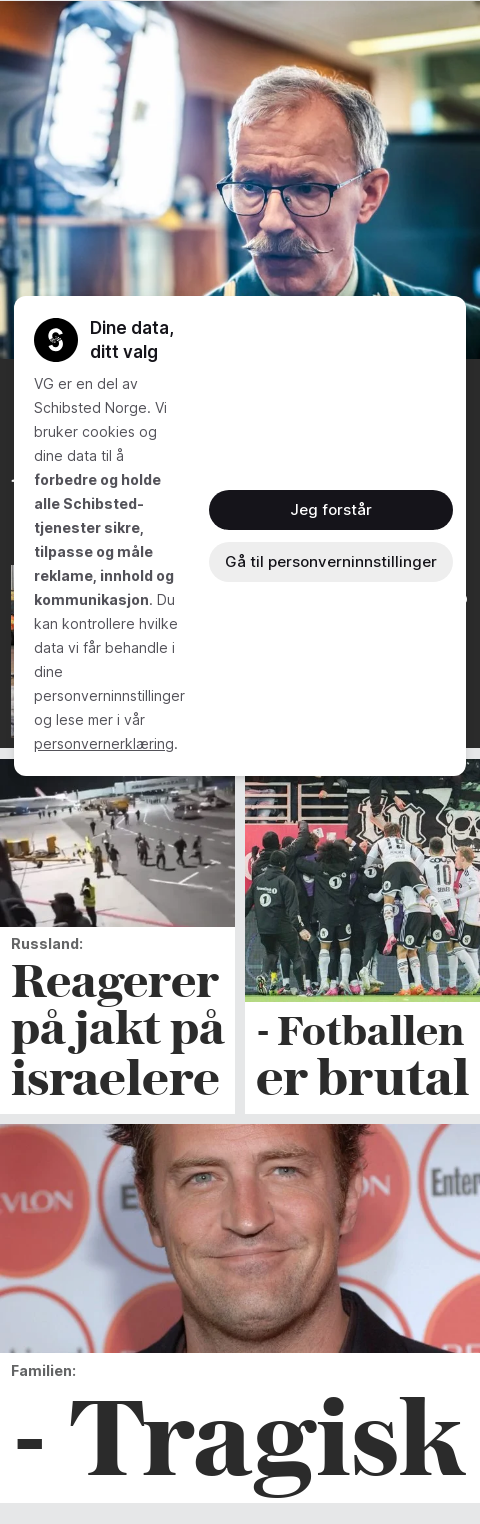 Dine data,
ditt valg
VG er en del av
Schibsted Norge. Vi
bruker cookies og
dine data til å
forbedre og holde
alle Schibsted-
tjenester sikre,
tilpasse og måle
reklame, innhold og
kommunikasjon. Du
kan kontrollere hvilke
data vi får behandle i
dine
personverninnstillinger
og lese mer i vår
personvernerklæring.
Jeg forstår
Gå til personverninnstillinger
10
Russland:
Reagerer
på jakt på
israelere
- Fotballen
er brutal
EVLON
Enter
Familien:
- Tragisk